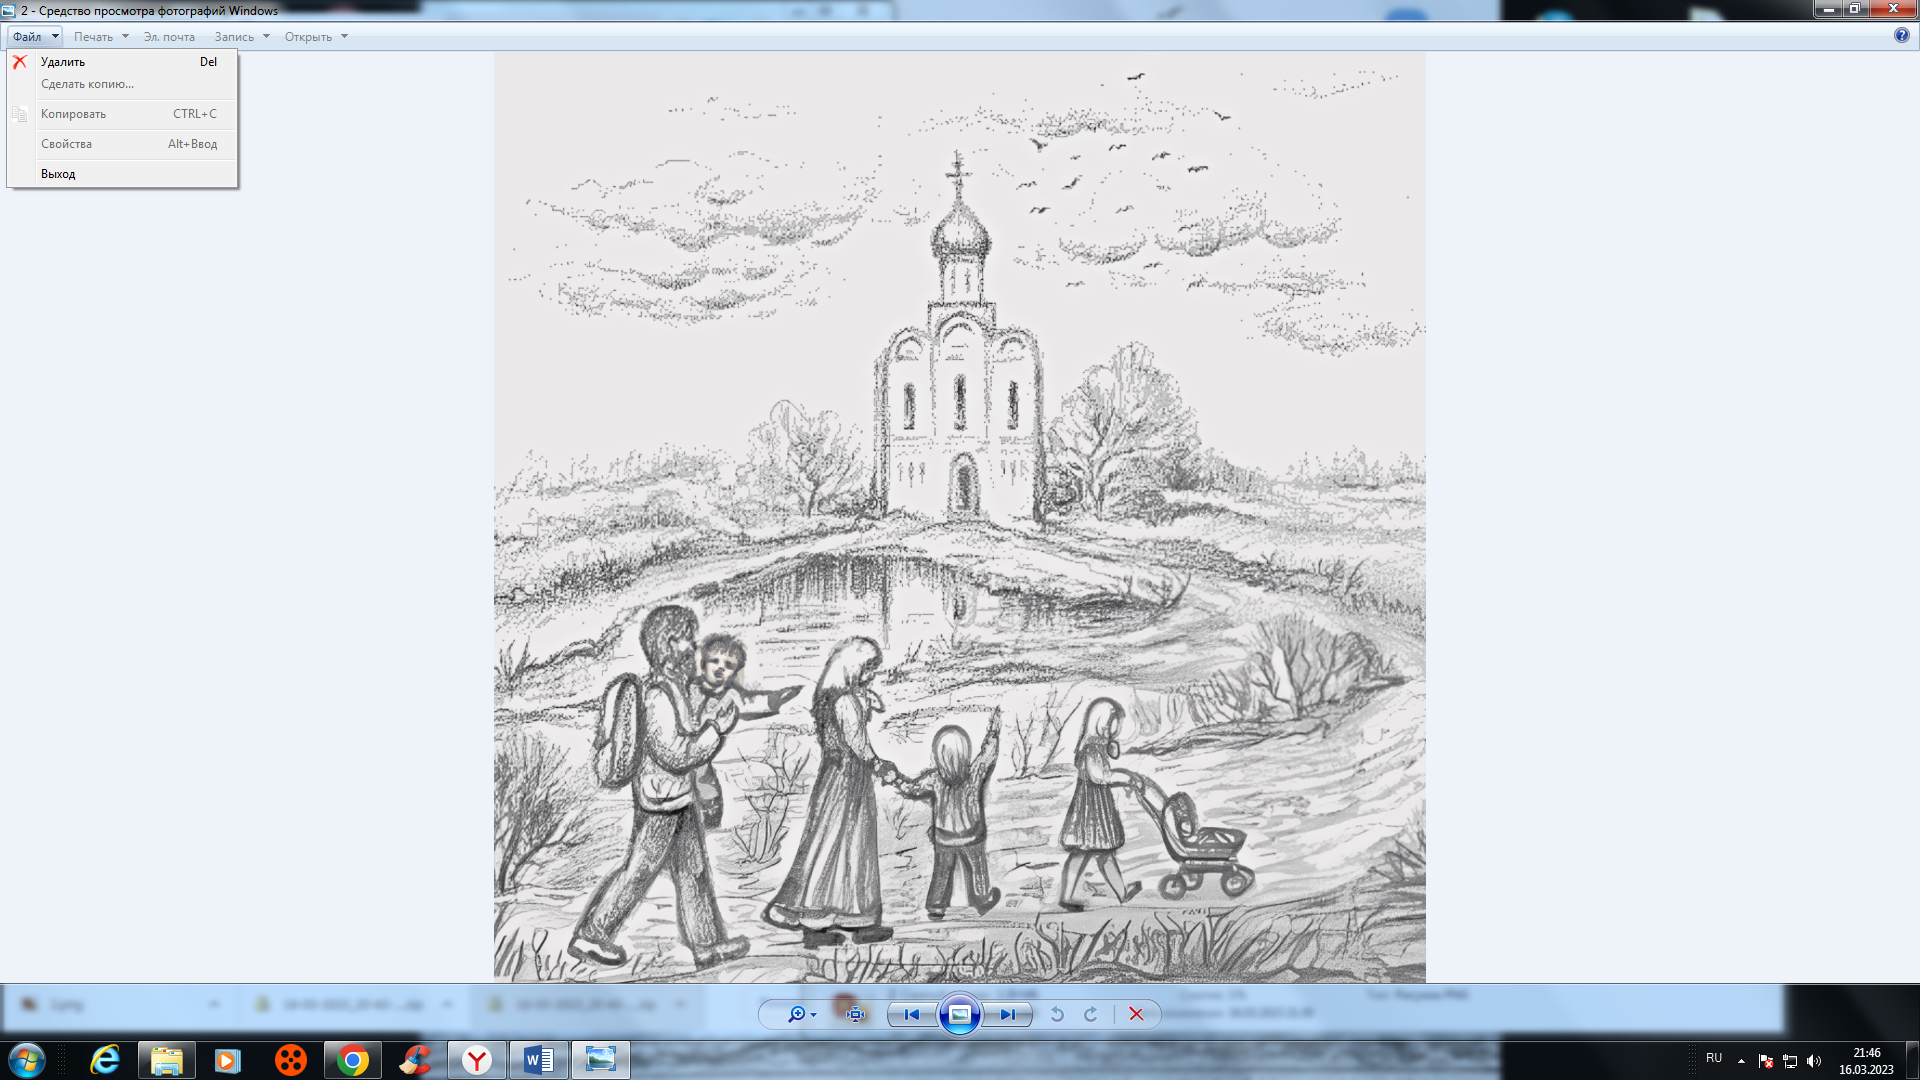 2 - Средство просмотра фотографий Windows
Файл Печать Эл. почта Запись Открыть
Удалить Del
Сделать копию...
Копировать CTRL+C
Свойства Alt+Ввод
Выход
RU
21:46
16.03.2023